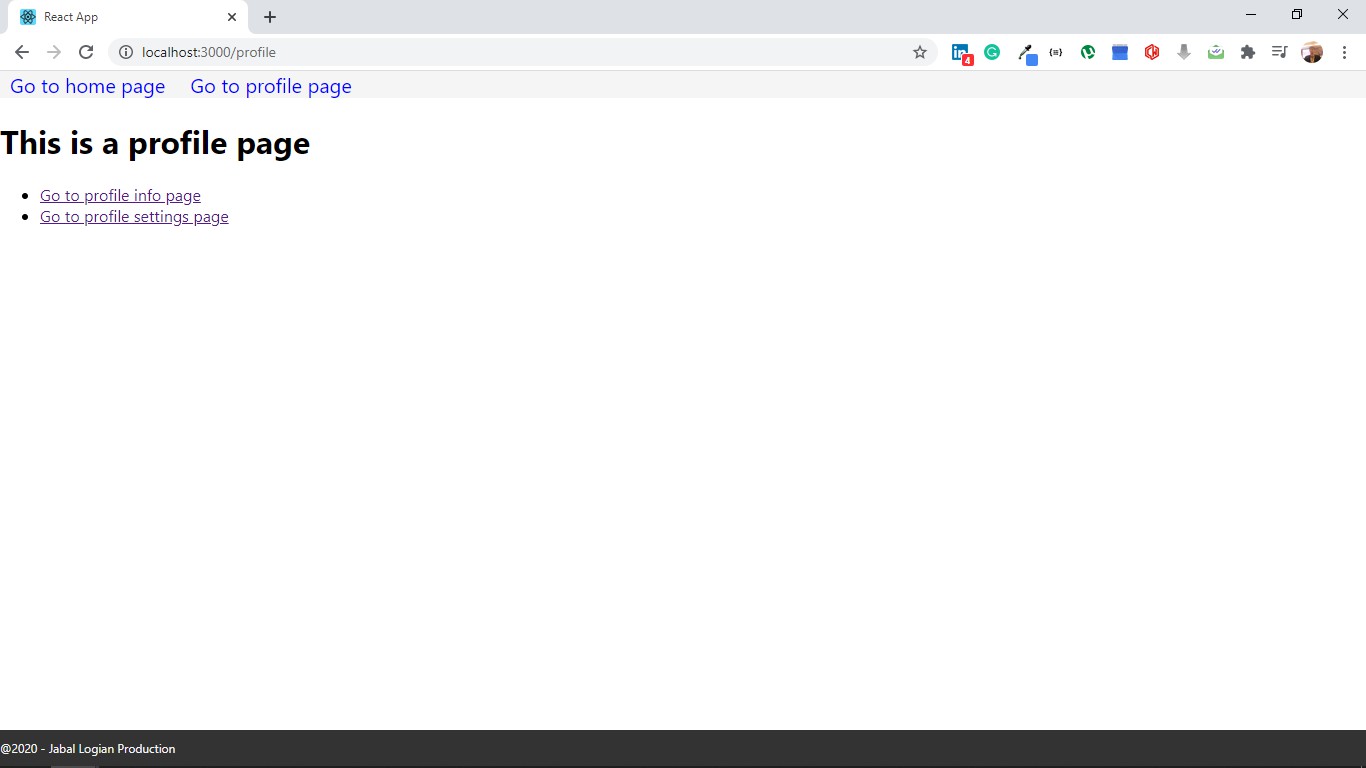 React App
localhost:3000/profile
4
Go to home page Go to profile page
This is a profile page
Go to profile info page
Go to profile settings page
@2020 - Jabal Logian Production